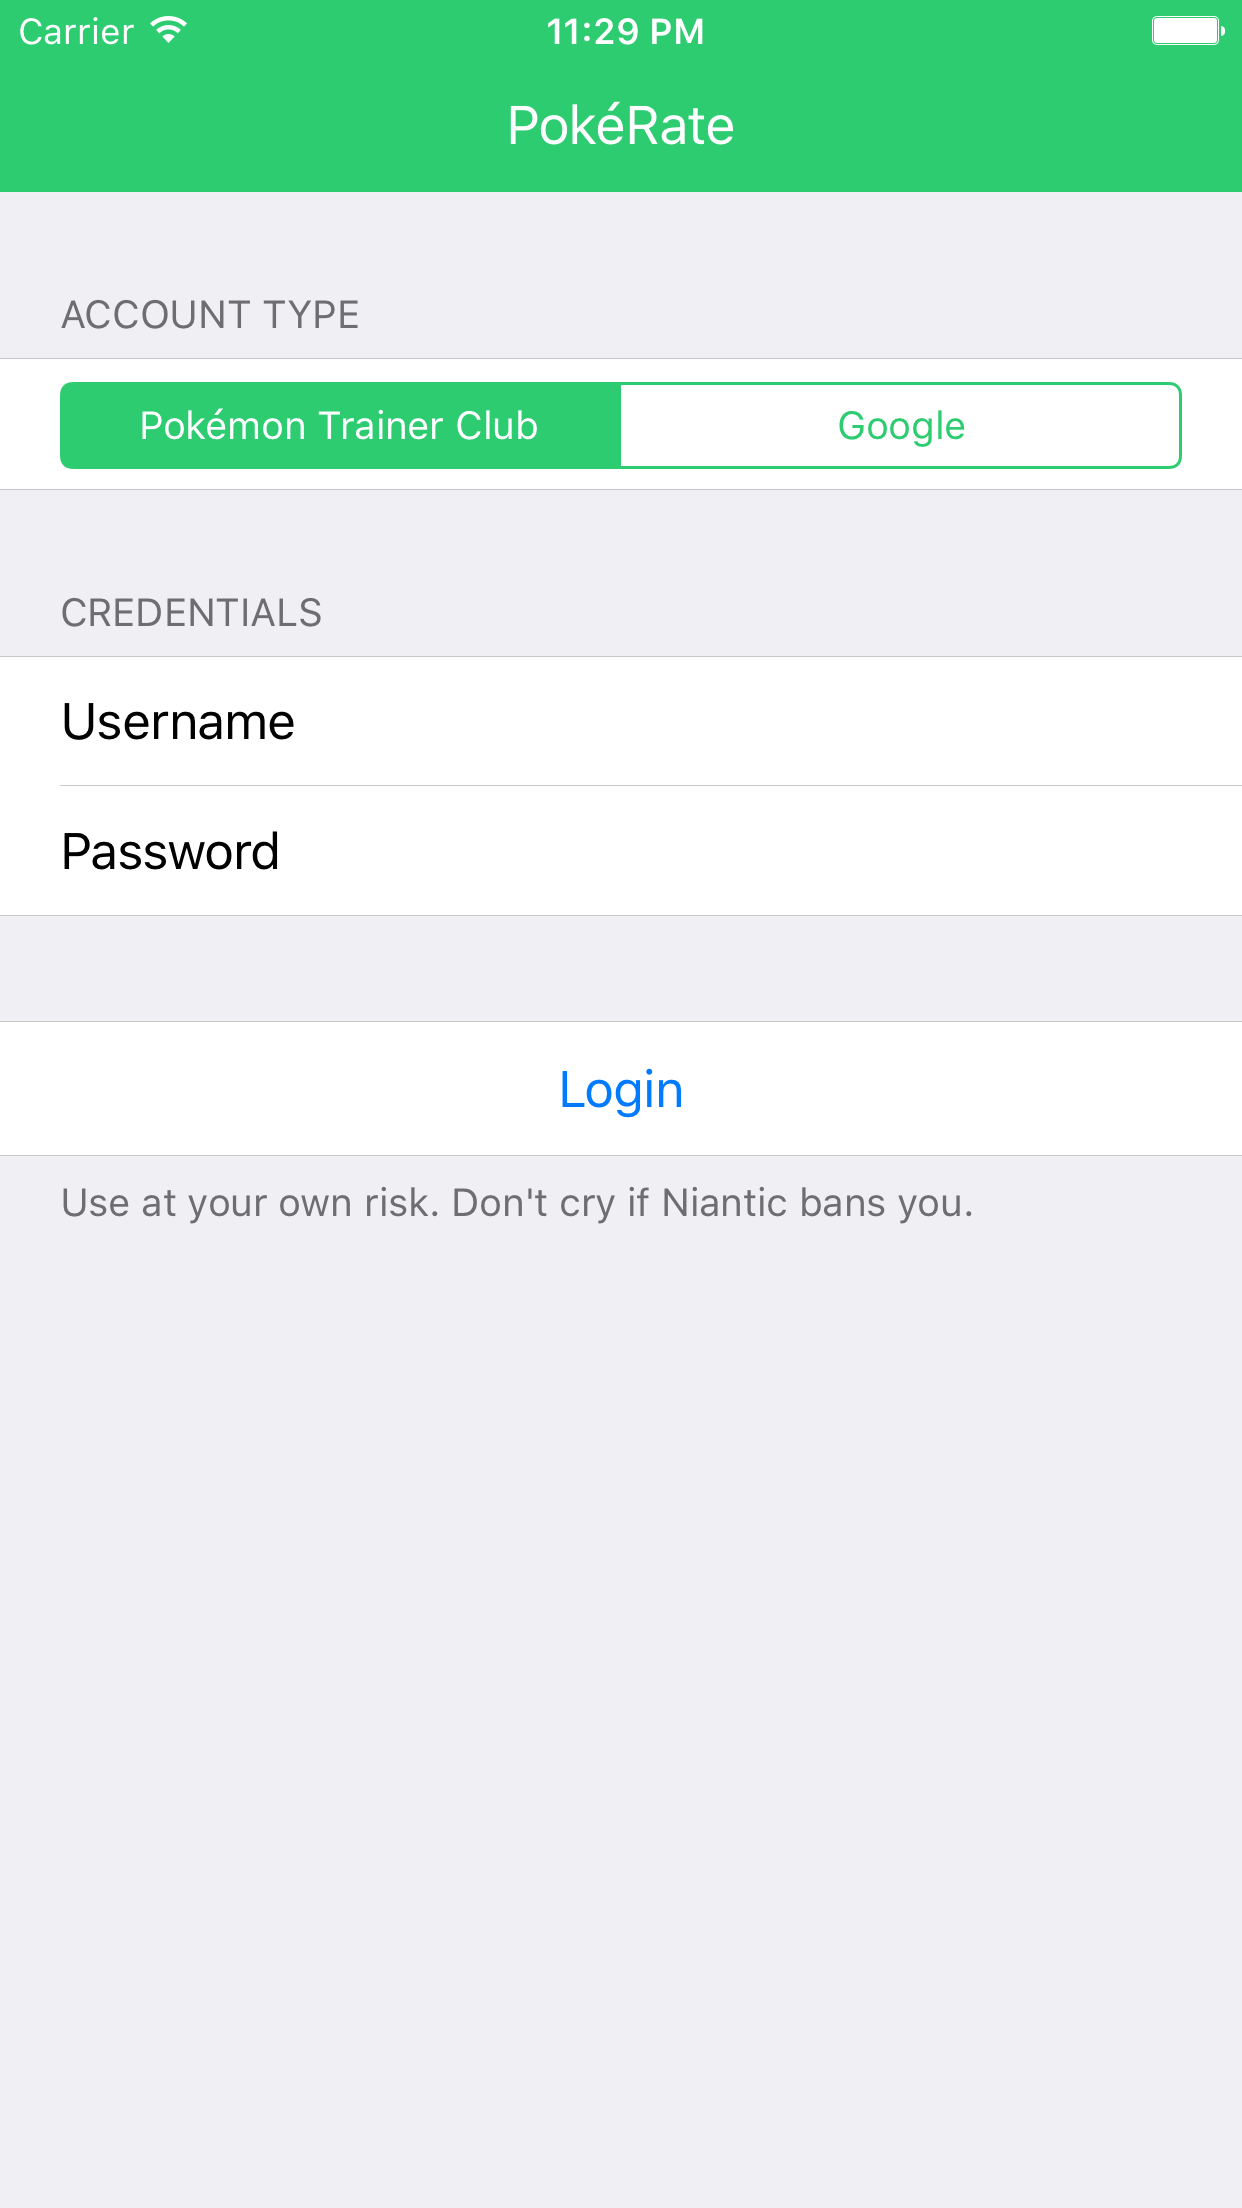 Carrier 11:29 PM
PokéRate
ACCOUNT TYPE
Pokémon Trainer Club Google
CREDENTIALS
Username
Password
Login
Use at your own risk. Don't cry if Niantic bans you.